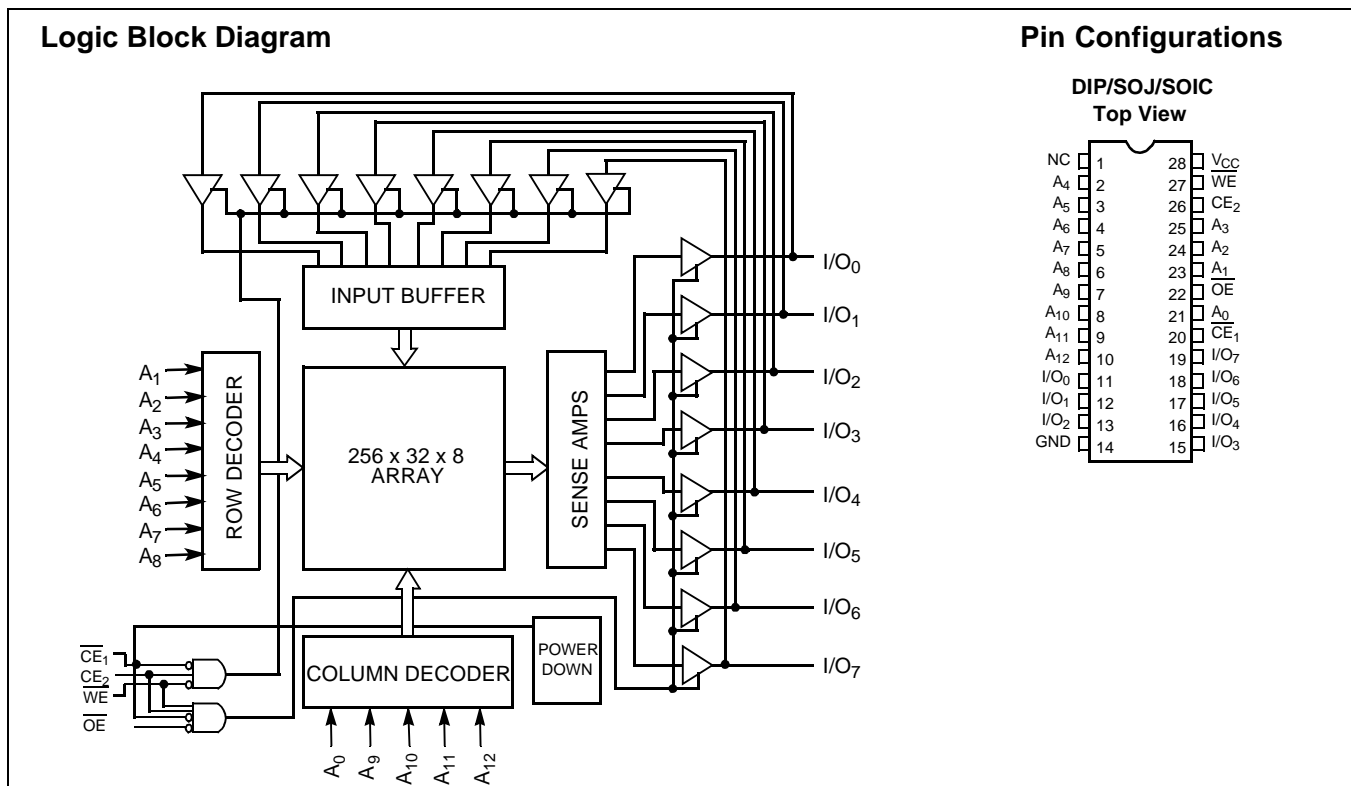 Logic Block Diagram
INPUT BUFFER
A1
A2
A3
A4
A5
A6
A7
A8
ROW DECODER
256 x 32 x 8
ARRAY
SENSE AMPS
I/O0
I/O1
I/O2
I/O3
I/O4
I/O5
I/O6
I/O7
CE1
CE2
WE
OE
COLUMN DECODER
POWER
DOWN
A0
A9
A10
A11
A12
Pin Configurations
DIP/SOJ/SOIC
Top View
NC 1 28 VCC
A4 2 27 WE
A5 3 26 CE2
A6 4 25 A3
A7 5 24 A2
A8 6 23 A1
A9 7 22 OE
A10 8 21 A0
A11 9 20 CE1
A12 10 19 I/O7
I/O0 11 18 I/O6
I/O1 12 17 I/O5
I/O2 13 16 I/O4
GND 14 15 I/O3